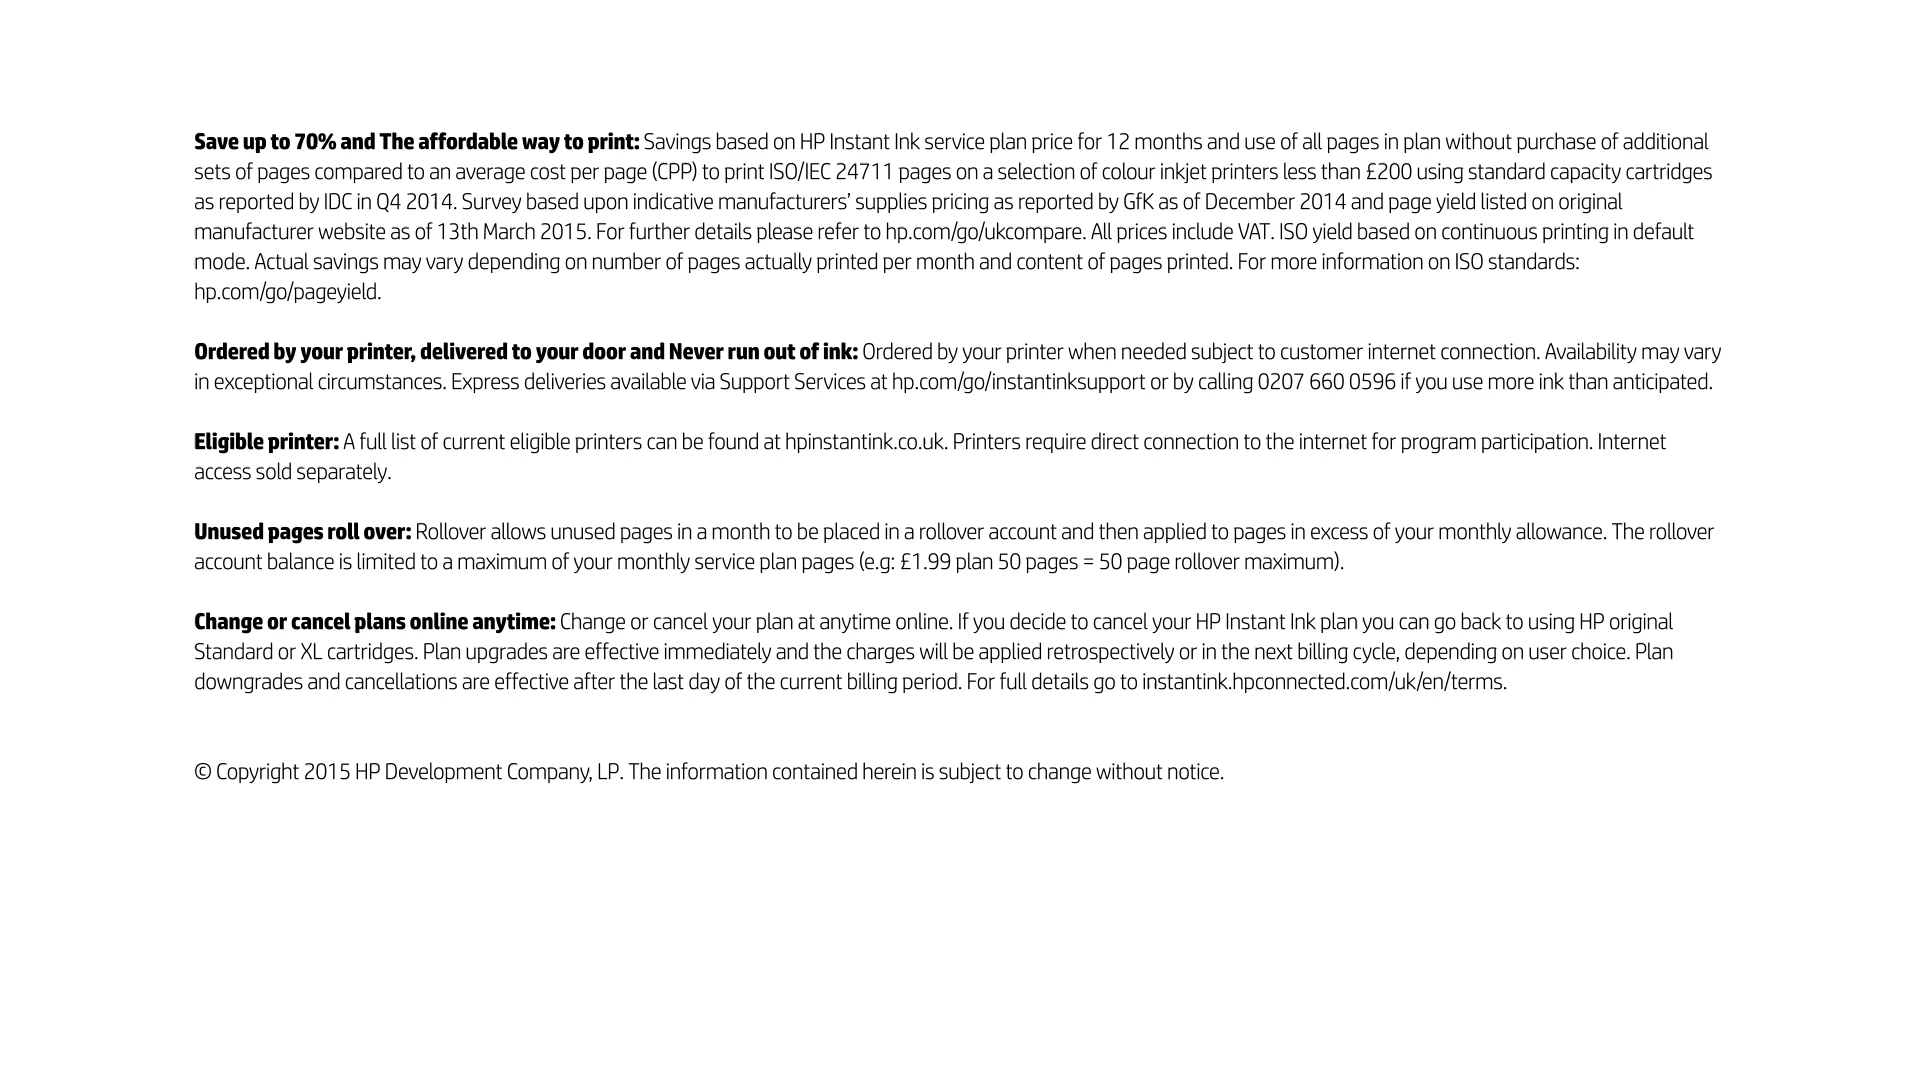 Save up to 70% and The affordable way to print: Savings based on HP Instant Ink service plan price for 12 months and use of all pages in plan without purchase of additional
sets of pages compared to an average cost per page (CPP) to print ISO/IEC 24711 pages on a selection of colour inkjet printers less than £200 using standard capacity cartridges
as reported by IDC in Q4 2014. Survey based upon indicative manufacturers’ supplies pricing as reported by GfK as of December 2014 and page yield listed on original
manufacturer website as of 13th March 2015. For further details please refer to hp.com/go/ukcompare. All prices include VAT. ISO yield based on continuous printing in default
mode. Actual savings may vary depending on number of pages actually printed per month and content of pages printed. For more information on ISO standards:
hp.com/go/pageyield.
Ordered by your printer, delivered to your door and Never run out of ink: Ordered by your printer when needed subject to customer internet connection. Availability may vary
in exceptional circumstances. Express deliveries available via Support Services at hp.com/go/instantinksupport or by calling 0207 660 0596 if you use more ink than anticipated.
Eligible printer: A full list of current eligible printers can be found at hpinstantink.co.uk. Printers require direct connection to the internet for program participation. Internet
access sold separately.
Unused pages roll over: Rollover allows unused pages in a month to be placed in a rollover account and then applied to pages in excess of your monthly allowance. The rollover
account balance is limited to a maximum of your monthly service plan pages (e.g: £1.99 plan 50 pages = 50 page rollover maximum).
Change or cancel plans online anytime: Change or cancel your plan at anytime online. If you decide to cancel your HP Instant Ink plan you can go back to using HP original
Standard or XL cartridges. Plan upgrades are effective immediately and the charges will be applied retrospectively or in the next billing cycle, depending on user choice. Plan
downgrades and cancellations are effective after the last day of the current billing period. For full details go to instantink.hpconnected.com/uk/en/terms.
© Copyright 2015 HP Development Company, LP. The information contained herein is subject to change without notice.